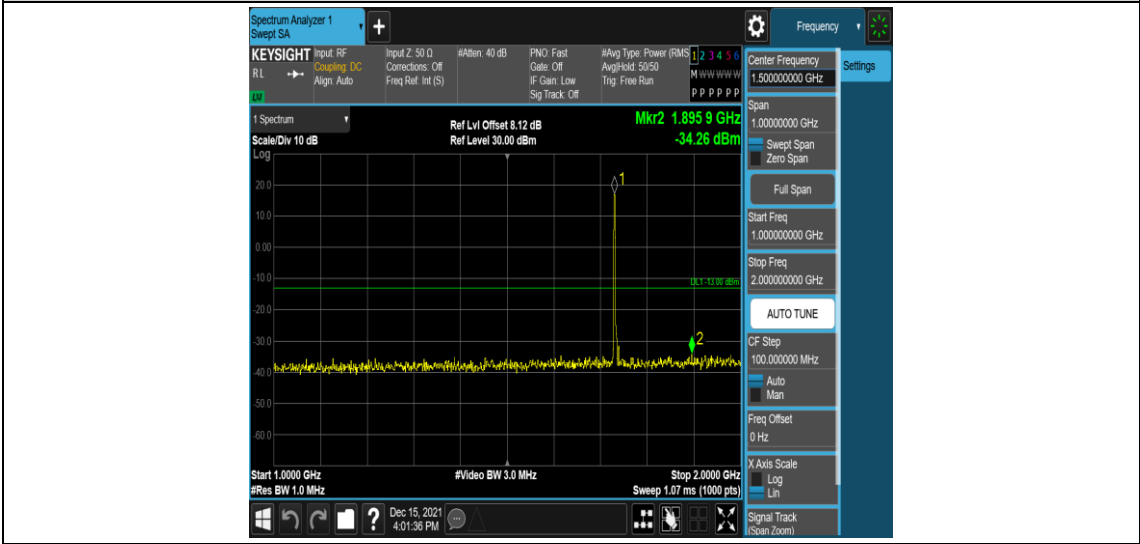 Spectrum Analyzer 1
Swept SA
+
Frequency
KEYSIGHT
RL
LNI
Input: RF
Coupling: DC
Align: Auto
Input Z: 50 Ω
Corrections: Off
Freq Ref: Int (S)
#Atten: 40 dB
PNO: Fast
Gate: Off
IF Gain: Low
Sig Track: Off
#Avg Type: Power (RMS
Avg|Hold: 50/50
Trig: Free Run
1 2 3 4 5 6
M W W W W W
P P P P P P
1 Spectrum
Scale/Div 10 dB
Log
Ref Lvl Offset 8.12 dB
Ref Level 30.00 dBm
Mkr2 1.895 9 GHz
-34.26 dBm
1
20.0
10.0
0.00
-10.0
DL1 -13.00 dBm
-20.0
-30.0
2
-40.0
-50.0
-60.0
Start 1.0000 GHz
#Res BW 1.0 MHz
#Video BW 3.0 MHz
Stop 2.0000 GHz
Sweep 1.07 ms (1000 pts)
?
Dec 15, 2021
4:01:36 PM
Center Frequency
1.500000000 GHz
Settings
Span
1.00000000 GHz
Swept Span
Zero Span
Full Span
Start Freq
1.000000000 GHz
Stop Freq
2.000000000 GHz
AUTO TUNE
CF Step
100.000000 MHz
Auto
Man
Freq Offset
0 Hz
X Axis Scale
Log
Lin
Signal Track
(Span Zoom)